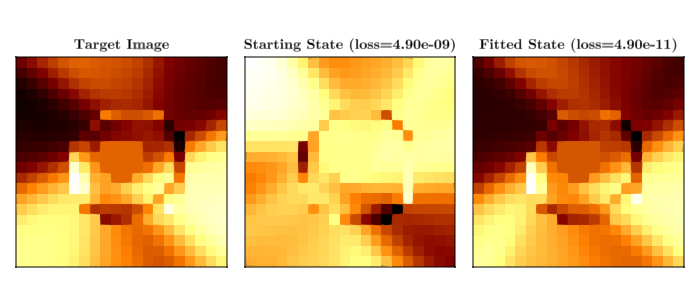 Target Image
Starting State (loss=4.90e-09)
Fitted State (loss=4.90e-11)